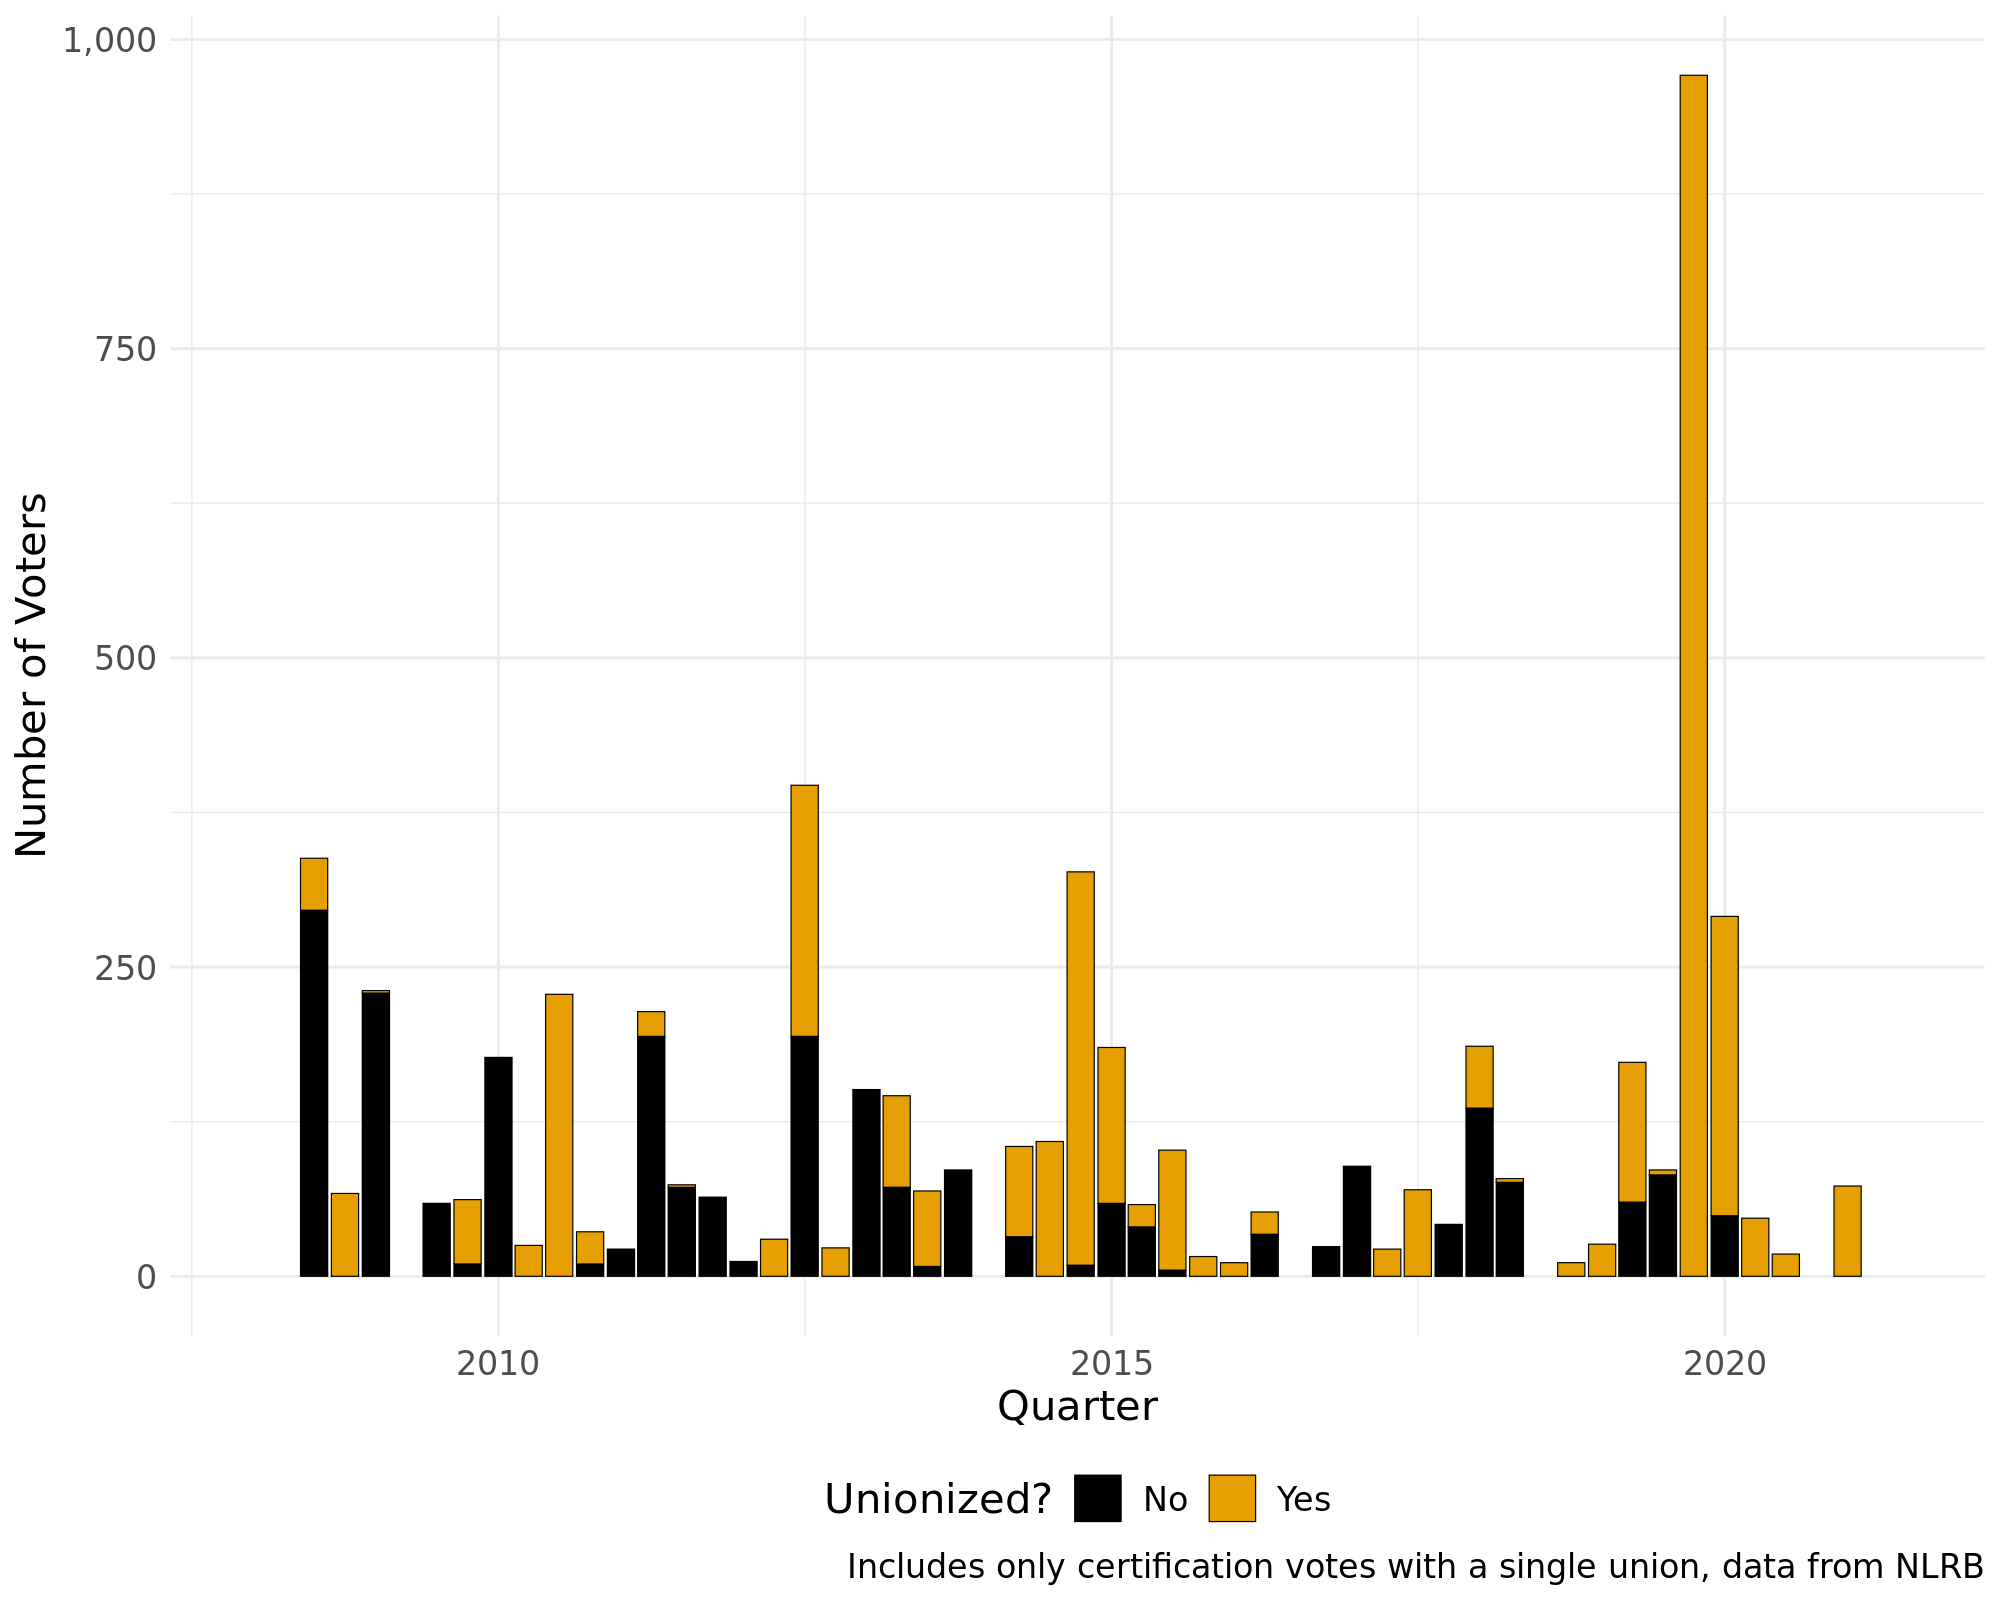 1,000
750
500
250
0
Number of Voters
2010 2015 2020
Quarter
Unionized? No Yes
Includes only certification votes with a single union, data from NLRB